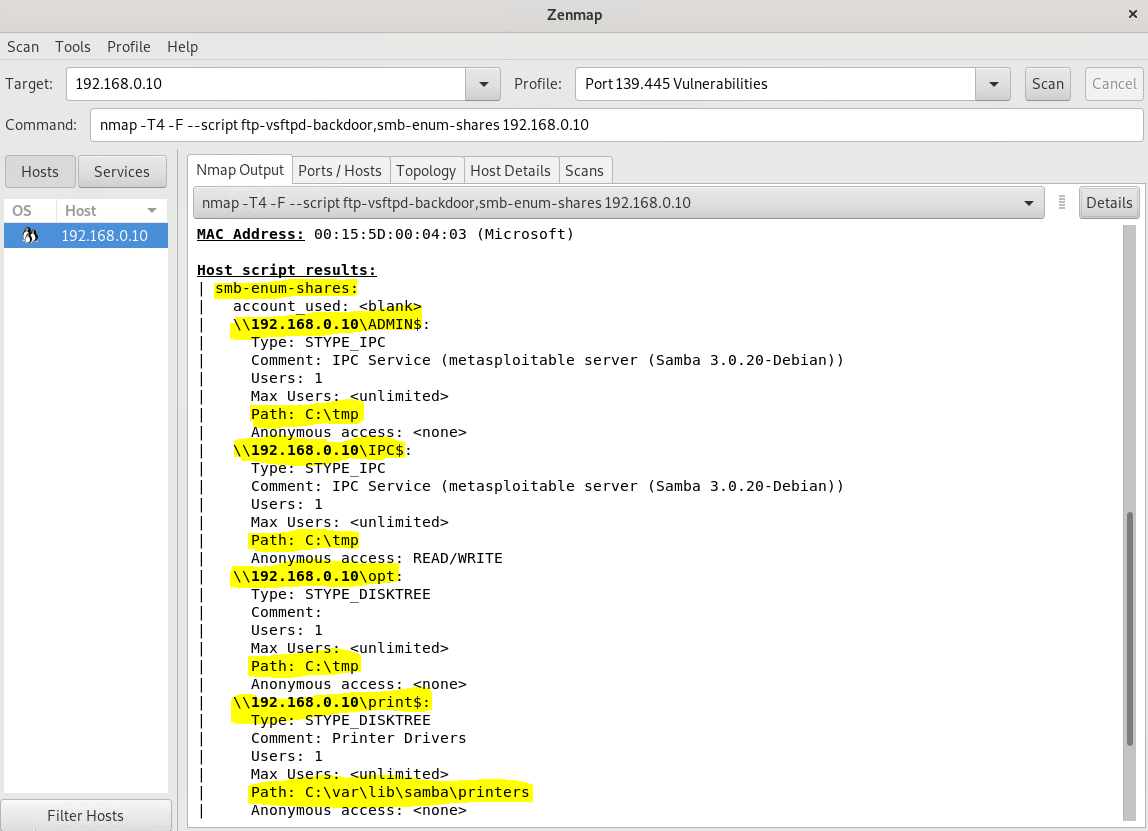 Zenmap
Scan Tools Profile Help
Target: 192.168.0.10 Profile: Port 139.445 Vulnerabilities Scan Cancel
Command: nmap -T4 -F --script ftp-vsftpd-backdoor,smb-enum-shares 192.168.0.10
Hosts Services
Nmap Output Ports / Hosts Topology Host Details Scans
OS Host
192.168.0.10
nmap -T4 -F --script ftp-vsftpd-backdoor,smb-enum-shares 192.168.0.10 Details
MAC Address: 00:15:5D:00:04:03 (Microsoft)
Host script results:
| smb-enum-shares:
|   account_used: <blank>
|   \\192.168.0.10\ADMIN$:
|     Type: STYPE_IPC
|     Comment: IPC Service (metasploitable server (Samba 3.0.20-Debian))
|     Users: 1
|     Max Users: <unlimited>
|     Path: C:\tmp
|     Anonymous access: <none>
|   \\192.168.0.10\IPC$:
|     Type: STYPE_IPC
|     Comment: IPC Service (metasploitable server (Samba 3.0.20-Debian))
|     Users: 1
|     Max Users: <unlimited>
|     Path: C:\tmp
|     Anonymous access: READ/WRITE
|   \\192.168.0.10\opt:
|     Type: STYPE_DISKTREE
|     Comment:
|     Users: 1
|     Max Users: <unlimited>
|     Path: C:\tmp
|     Anonymous access: <none>
|   \\192.168.0.10\print$:
|     Type: STYPE_DISKTREE
|     Comment: Printer Drivers
|     Users: 1
|     Max Users: <unlimited>
|     Path: C:\var\lib\samba\printers
|     Anonymous access: <none>
Filter Hosts